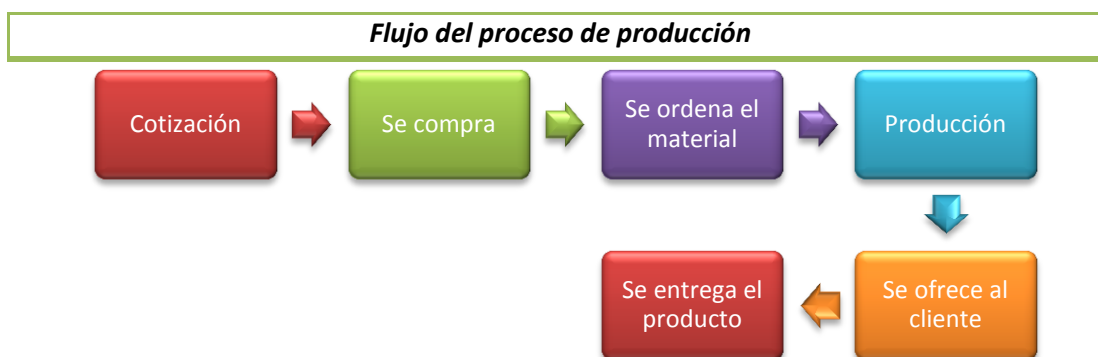 Flujo del proceso de producción
Cotización
Se compra
Se ordena el
material
Producción
Se ofrece al
cliente
Se entrega el
producto